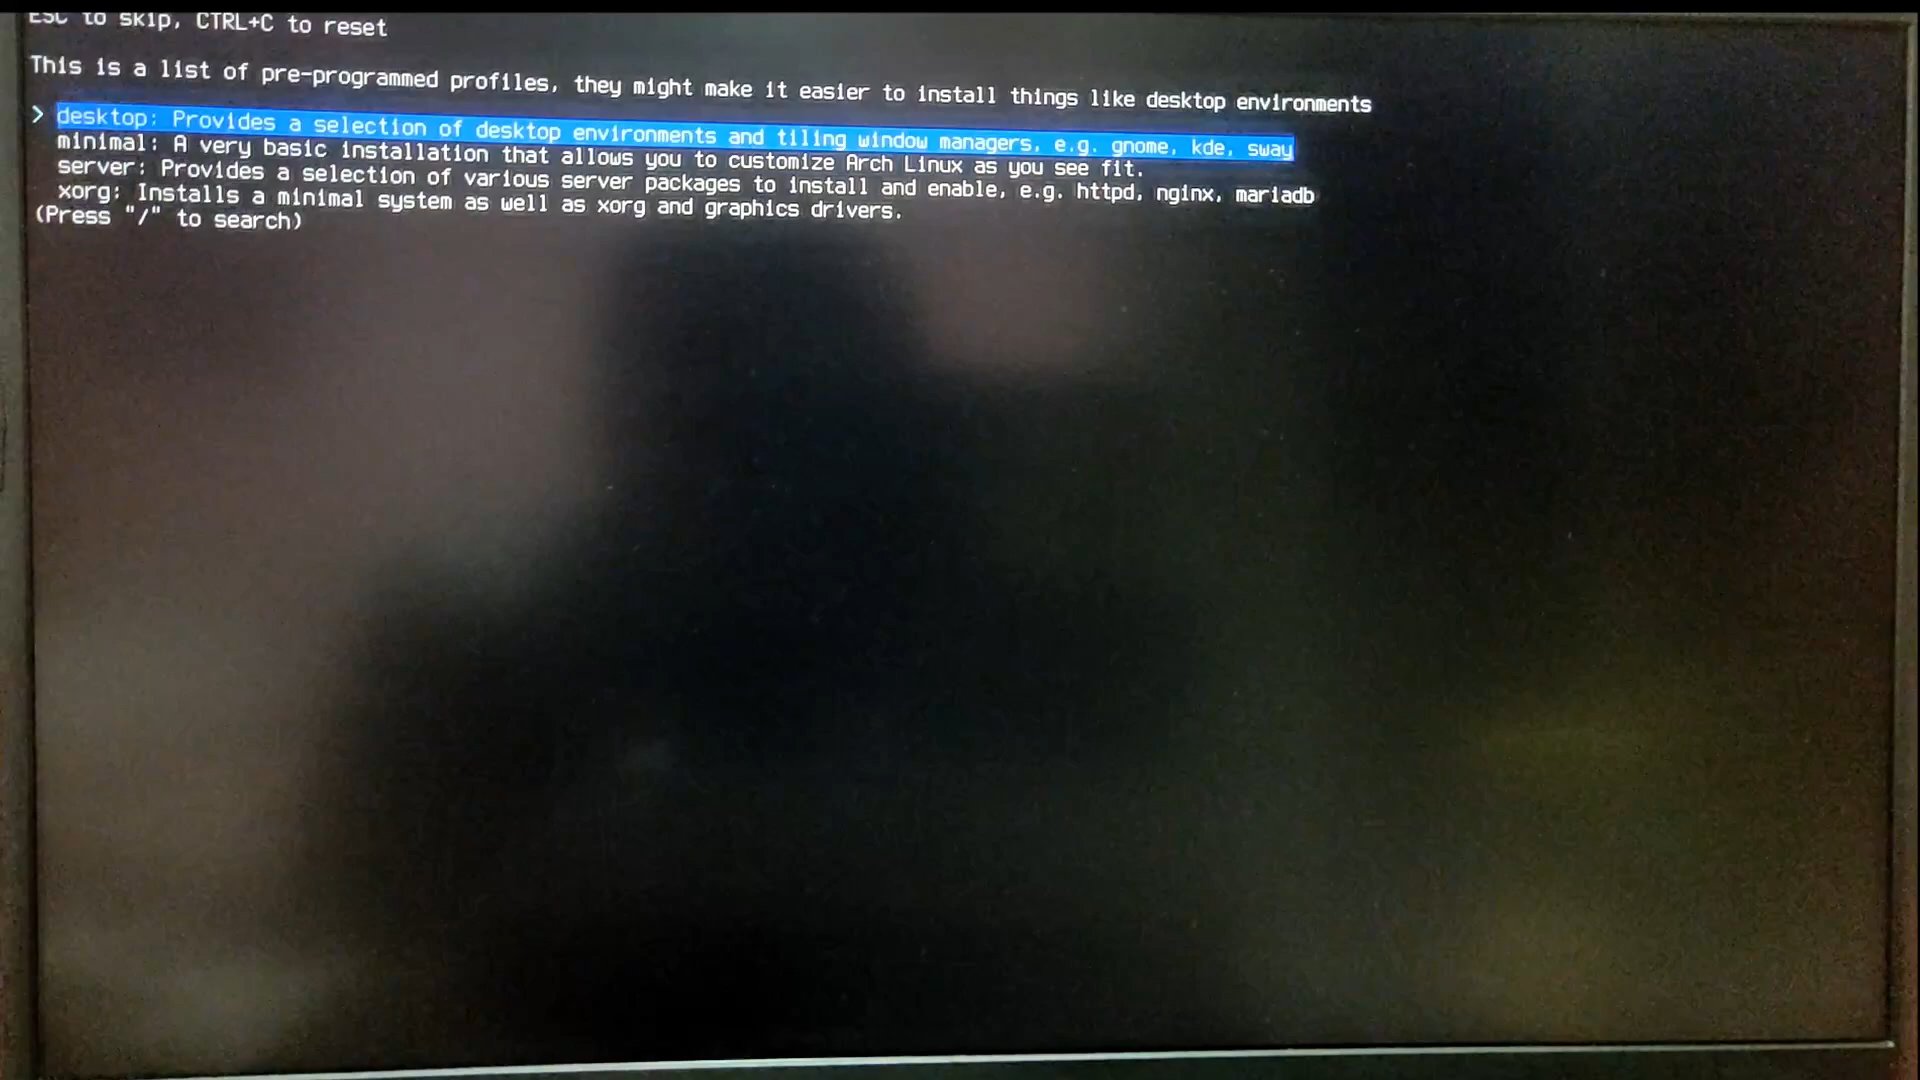 ESC to skip, CTRL+C to reset
This is a list of pre-programmed profiles, they might make it easier to install things like desktop environments
> desktop: Provides a selection of desktop environments and tiling window managers, e.g. gnome, kde, sway
minimal: A very basic installation that allows you to customize Arch Linux as you see fit.
server: Provides a selection of various server packages to install and enable, e.g. httpd, nginx, mariadb
xorg: Installs a minimal system as well as xorg and graphics drivers.
(Press "/" to search)